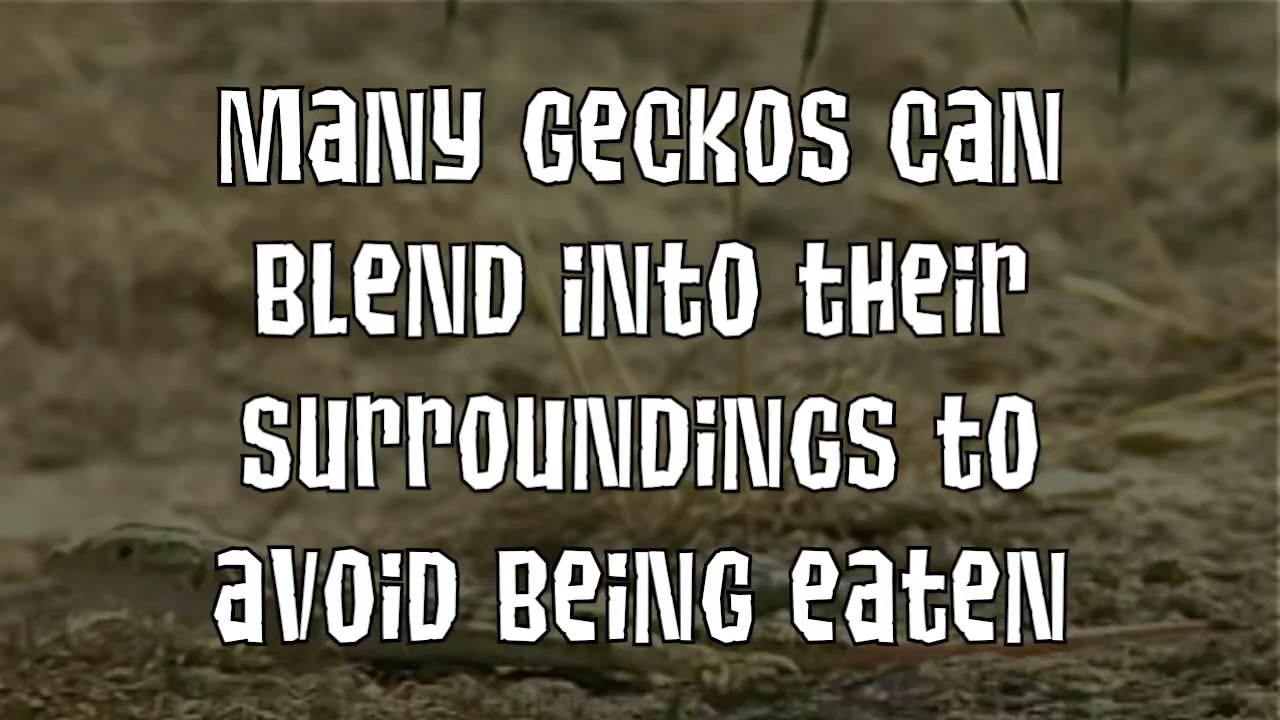 Many geckos can
blend into their
surroundings to
avoid being eaten